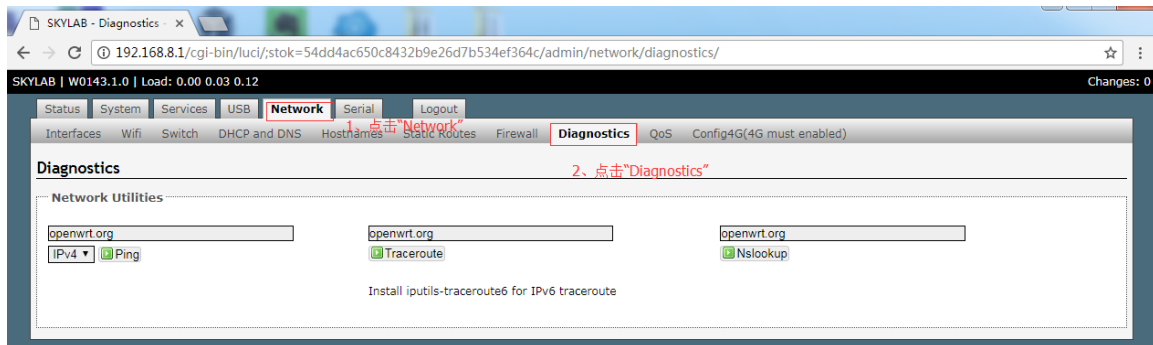 SKYLAB - Diagnostics - ×
192.168.8.1/cgi-bin/luci/;stok=54dd4ac650c8432b9e26d7b534ef364c/admin/network/diagnostics/
SKYLAB | W0143.1.0 | Load: 0.00 0.03 0.12 Changes: 0
Status System Services USB Network Serial Logout
1、点击“Network”
Interfaces Wifi Switch DHCP and DNS Hostnames Static Routes Firewall Diagnostics QoS Config4G(4G must enabled)
Diagnostics
2、点击“Diagnostics”
Network Utilities
openwrt.org openwrt.org openwrt.org
IPv4 ▼ Ping Traceroute Nslookup
Install iputils-traceroute6 for IPv6 traceroute